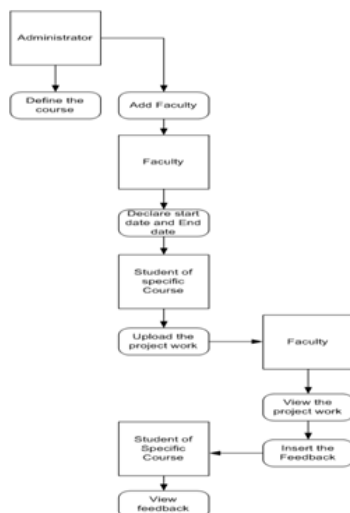 Administrator
Define the
course
Add Faculty
Faculty
Declare start
date and End
date
Student of
specific
Course
Upload the
project work
Faculty
View the
project work
Insert the
Feedback
Student of
Specific
Course
View
feedback